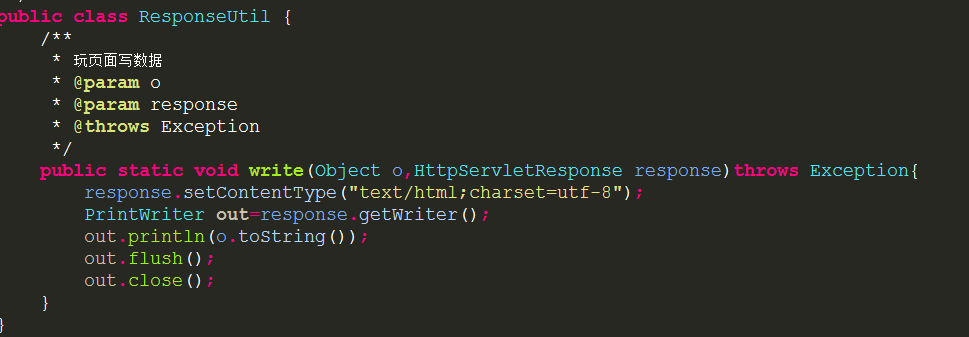 public class ResponseUtil {
    /**
     * 玩页面写数据
     * @param o
     * @param response
     * @throws Exception
     */
    public static void write(Object o,HttpServletResponse response)throws Exception{
        response.setContentType("text/html;charset=utf-8");
        PrintWriter out=response.getWriter();
        out.println(o.toString());
        out.flush();
        out.close();
    }
}